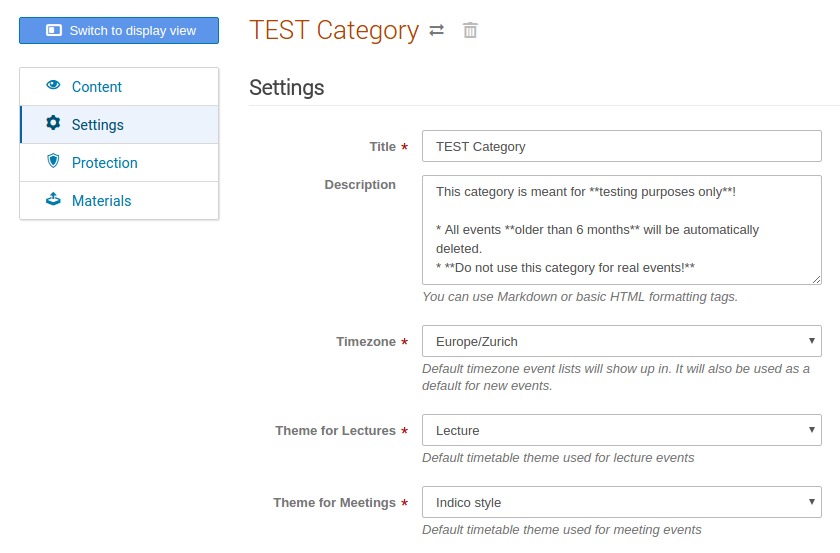 Switch to display view
TEST Category
Content
Settings
Protection
Materials
Settings
Title *
TEST Category
Description
This category is meant for **testing purposes only**!
* All events **older than 6 months** will be automatically
deleted.
* **Do not use this category for real events!**
You can use Markdown or basic HTML formatting tags.
Timezone *
Europe/Zurich
Default timezone event lists will show up in. It will also be used as a
default for new events.
Theme for Lectures *
Lecture
Default timetable theme used for lecture events
Theme for Meetings *
Indico style
Default timetable theme used for meeting events